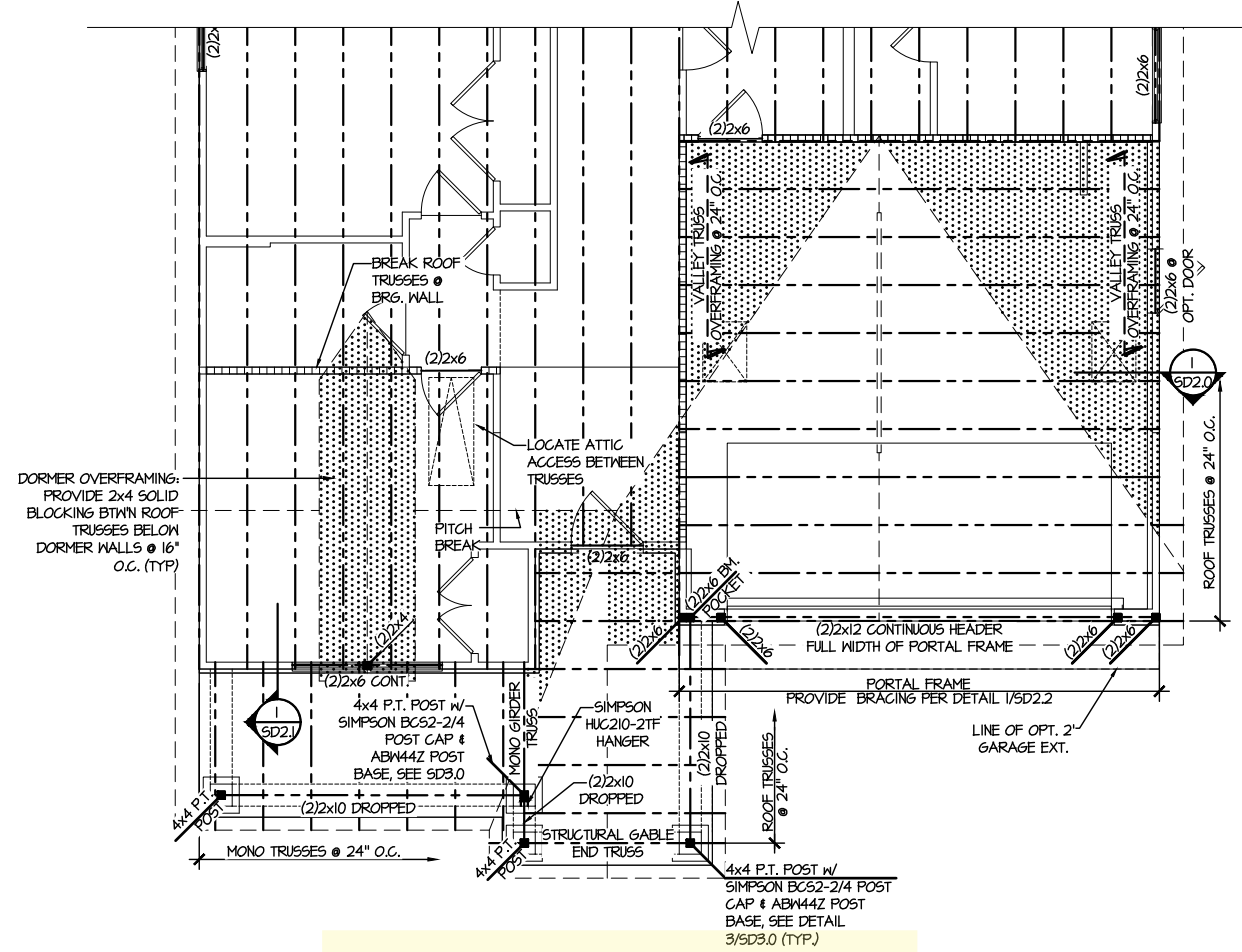 (2)2x
(2)2x6
(2)2x6
VALLEY TRUSS
OVERFRAMING @ 24" O.C.
VALLEY TRUSS
OVERFRAMING @ 24" O.C.
(2)2x6 @
OPT. DOOR
BREAK ROOF
TRUSSES @
BRG. WALL
(2)2x6
1
SD2.0
ROOF TRUSSES @ 24" O.C.
LOCATE ATTIC
ACCESS BETWEEN
TRUSSES
DORMER OVERFRAMING:
PROVIDE 2x4 SOLID
BLOCKING BTW'N ROOF
TRUSSES BELOW
DORMER WALLS @ 16"
O.C. (TYP)
PITCH
BREAK
(2)2x6
(2)2x6 BM.
POCKET
(2)2x4
(2)2x6
(2)2x6
(2)2x12 CONTINUOUS HEADER
FULL WIDTH OF PORTAL FRAME
(2)2x6
(2)2x6
(2)2x6 CONT.
PORTAL FRAME
PROVIDE BRACING PER DETAIL 1/SD2.2
4x4 P.T. POST w/
SIMPSON BCS2-2/4
POST CAP &
ABW44Z POST
BASE, SEE SD3.0
MONO GIRDER
TRUSS
SIMPSON
HUC210-2TF
HANGER
1
SD2.1
(2)2x10
DROPPED
ROOF TRUSSES
@ 24" O.C.
LINE OF OPT. 2'
GARAGE EXT.
(2)2x10
DROPPED
(2)2x10 DROPPED
4x4 P.T.
POST
STRUCTURAL GABLE
END TRUSS
MONO TRUSSES @ 24" O.C.
4x4 P.T.
POST
4x4 P.T. POST w/
SIMPSON BCS2-2/4 POST
CAP & ABW44Z POST
BASE, SEE DETAIL
3/SD3.0 (TYP.)